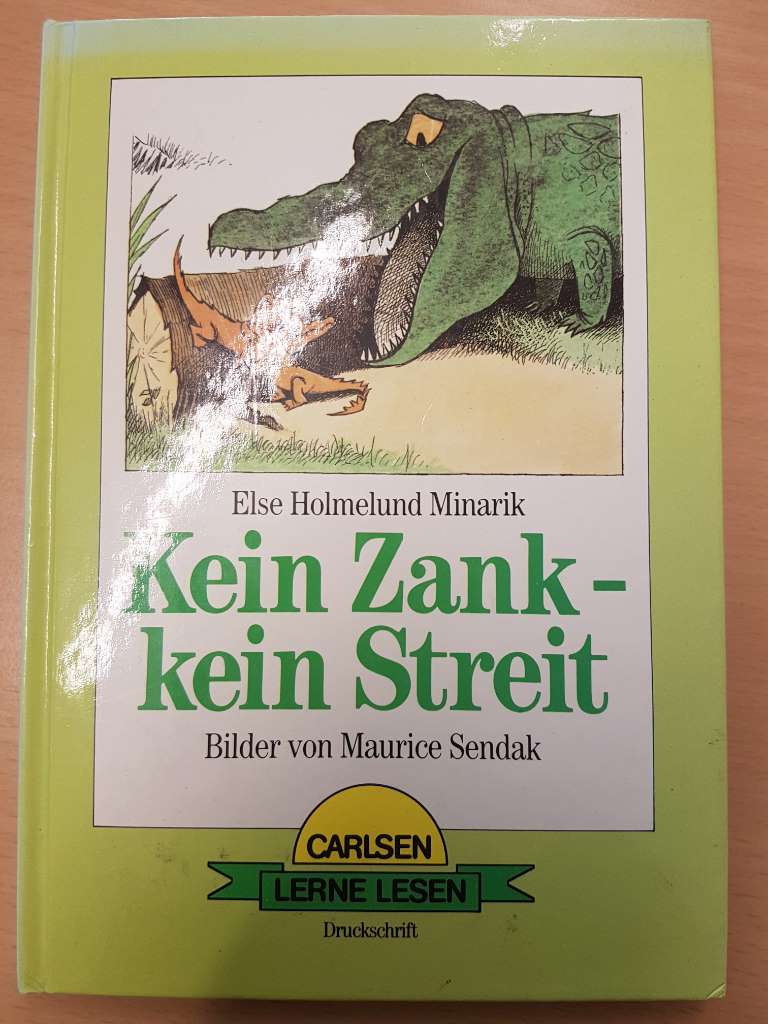 Else Holmelund Minarik
Kein Zank –
kein Streit
Bilder von Maurice Sendak
CARLSEN
LERNE LESEN
Druckschrift